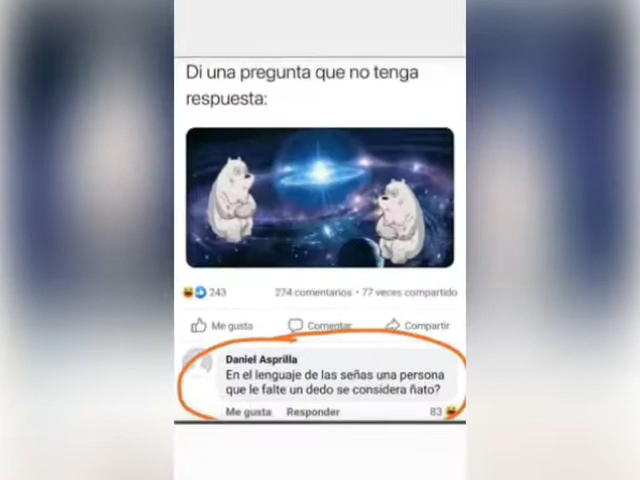 Di una pregunta que no tenga
respuesta:
243
274 comentarios • 77 veces compartido
Me gusta
Comentar
Compartir
Daniel Asprilla
En el lenguaje de las señas una persona
que le falte un dedo se considera ñato?
Me gusta Responder
83